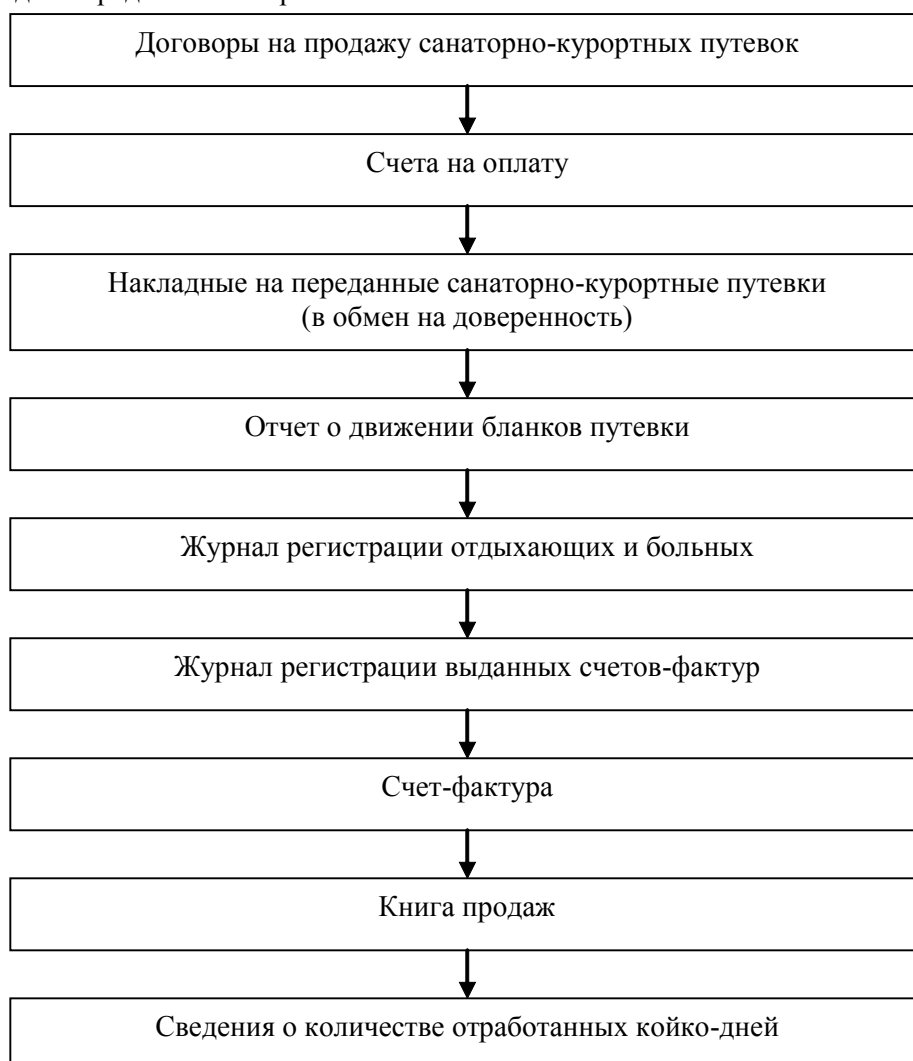 Договоры на продажу санаторно-курортных путевок
Счета на оплату
Накладные на переданные санаторно-курортные путевки
(в обмен на доверенность)
Отчет о движении бланков путевки
Журнал регистрации отдыхающих и больных
Журнал регистрации выданных счетов-фактур
Счет-фактура
Книга продаж
Сведения о количестве отработанных койко-дней